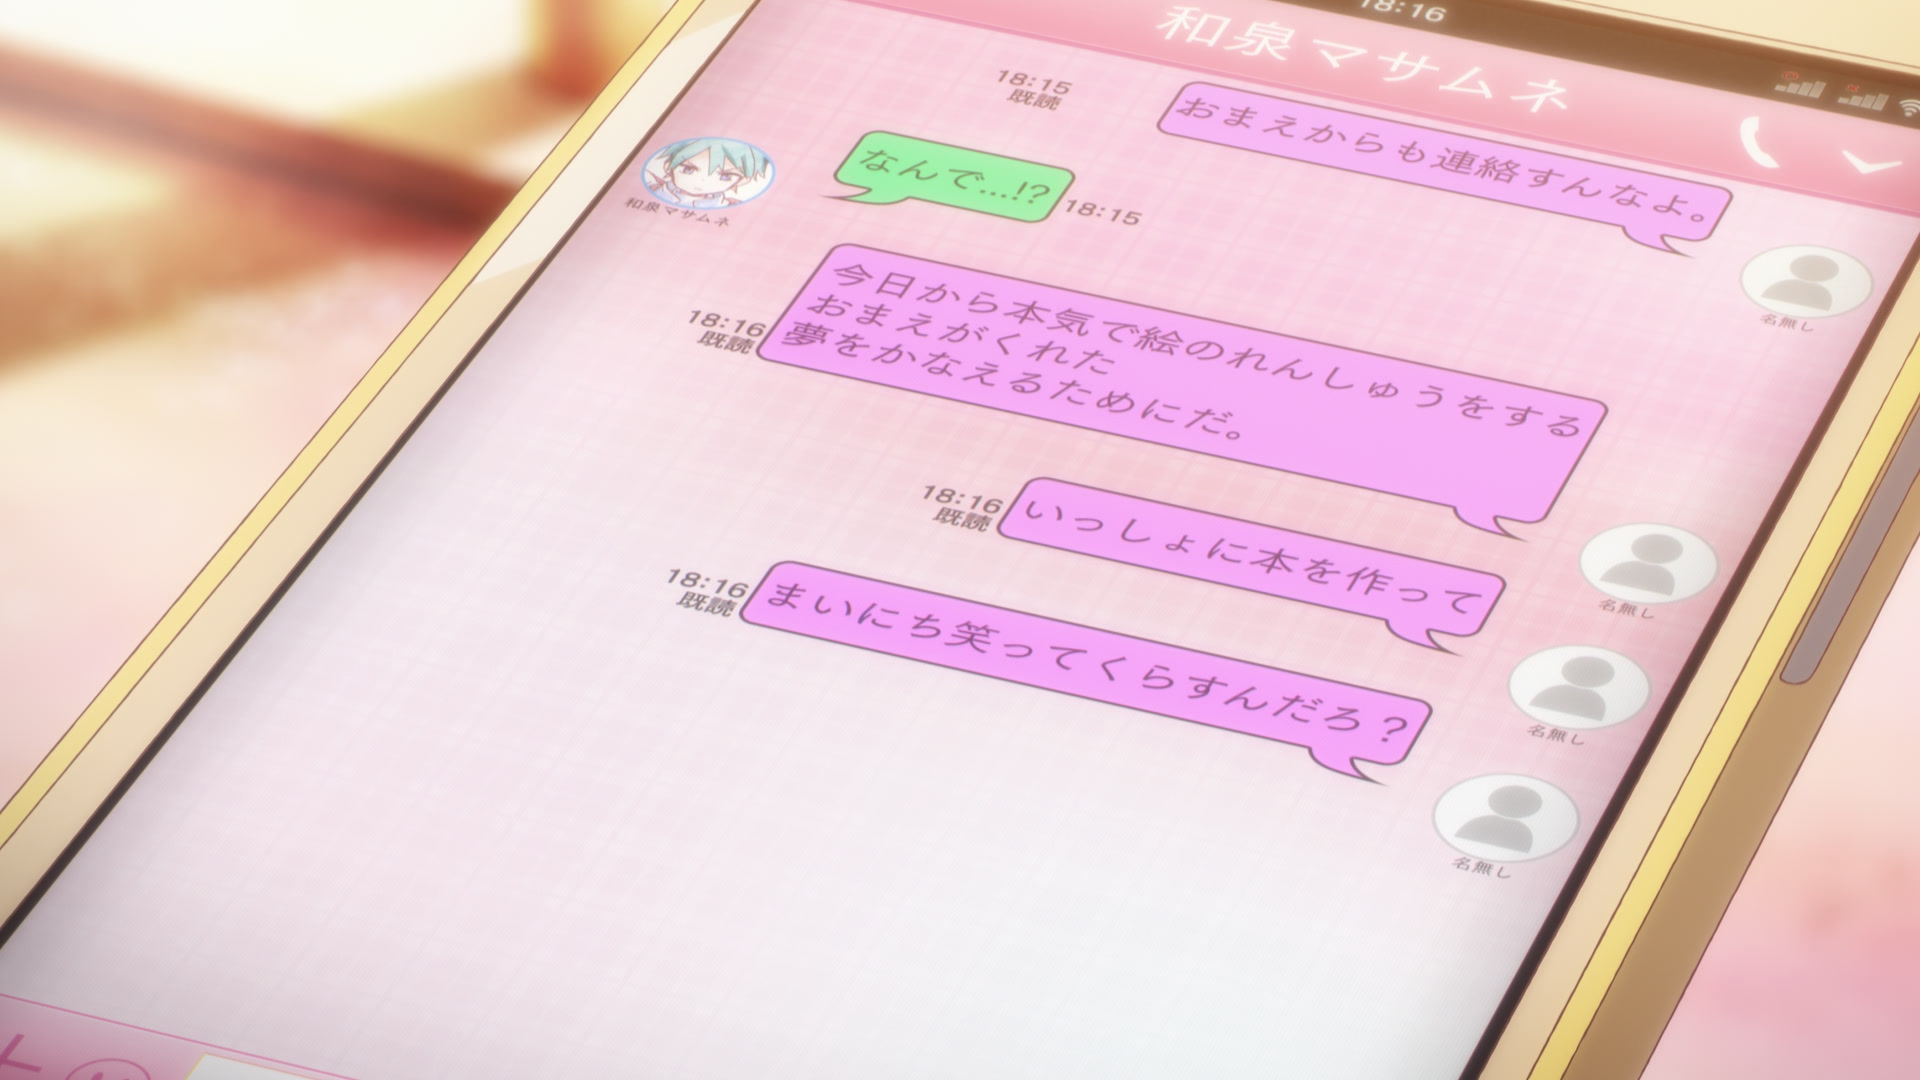 18:16
和泉マサムネ
18:15
既読
おまえからも連絡すんなよ。
名無し
和泉マサムネ
なんで...!?
18:15
18:16
既読
今日から本気で絵のれんしゅうをする
おまえがくれた
夢をかなえるためにだ。
名無し
18:16
既読
いっしょに本を作って
名無し
18:16
既読
まいにち笑ってくらすんだろ？
名無し